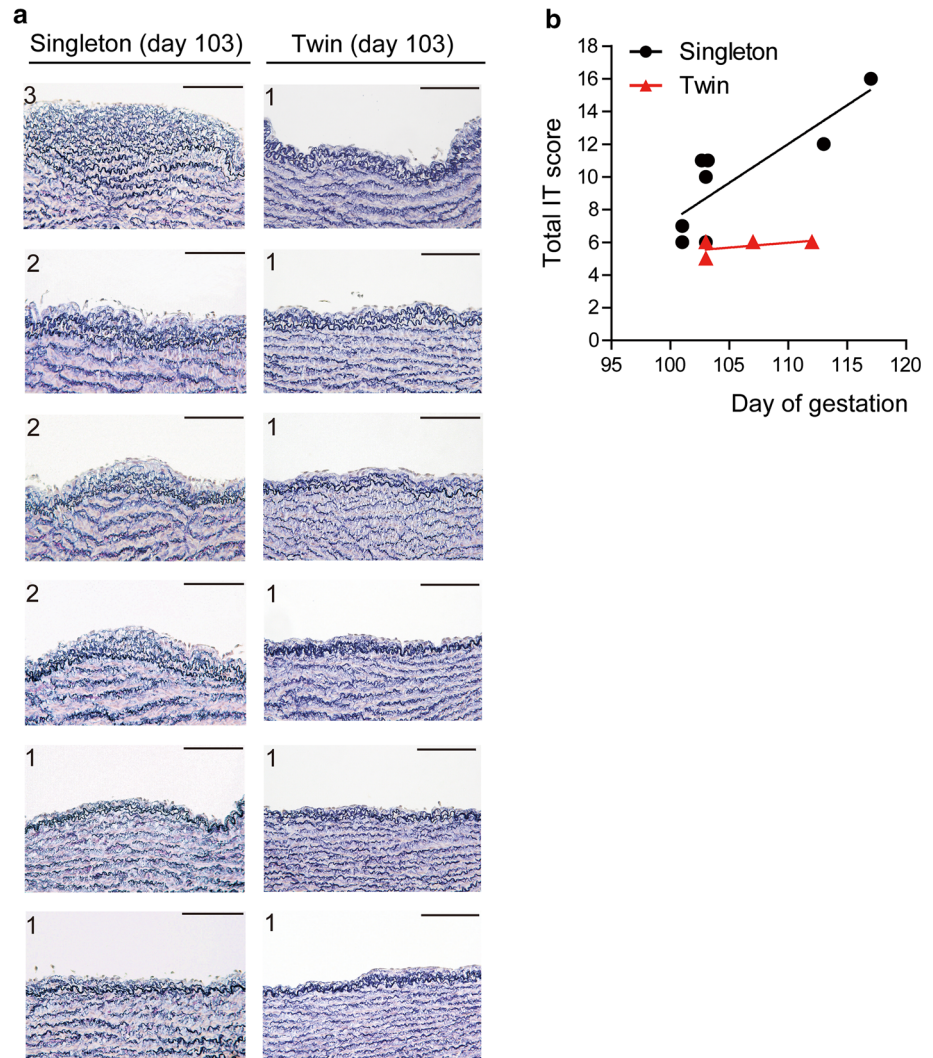 a
Singleton (day 103)
Twin (day 103)
3
1
2
1
2
1
2
1
1
1
1
1
b
Singleton
Twin
18
16
14
12
10
8
6
4
2
0
Total IT score
95 100 105 110 115 120
Day of gestation